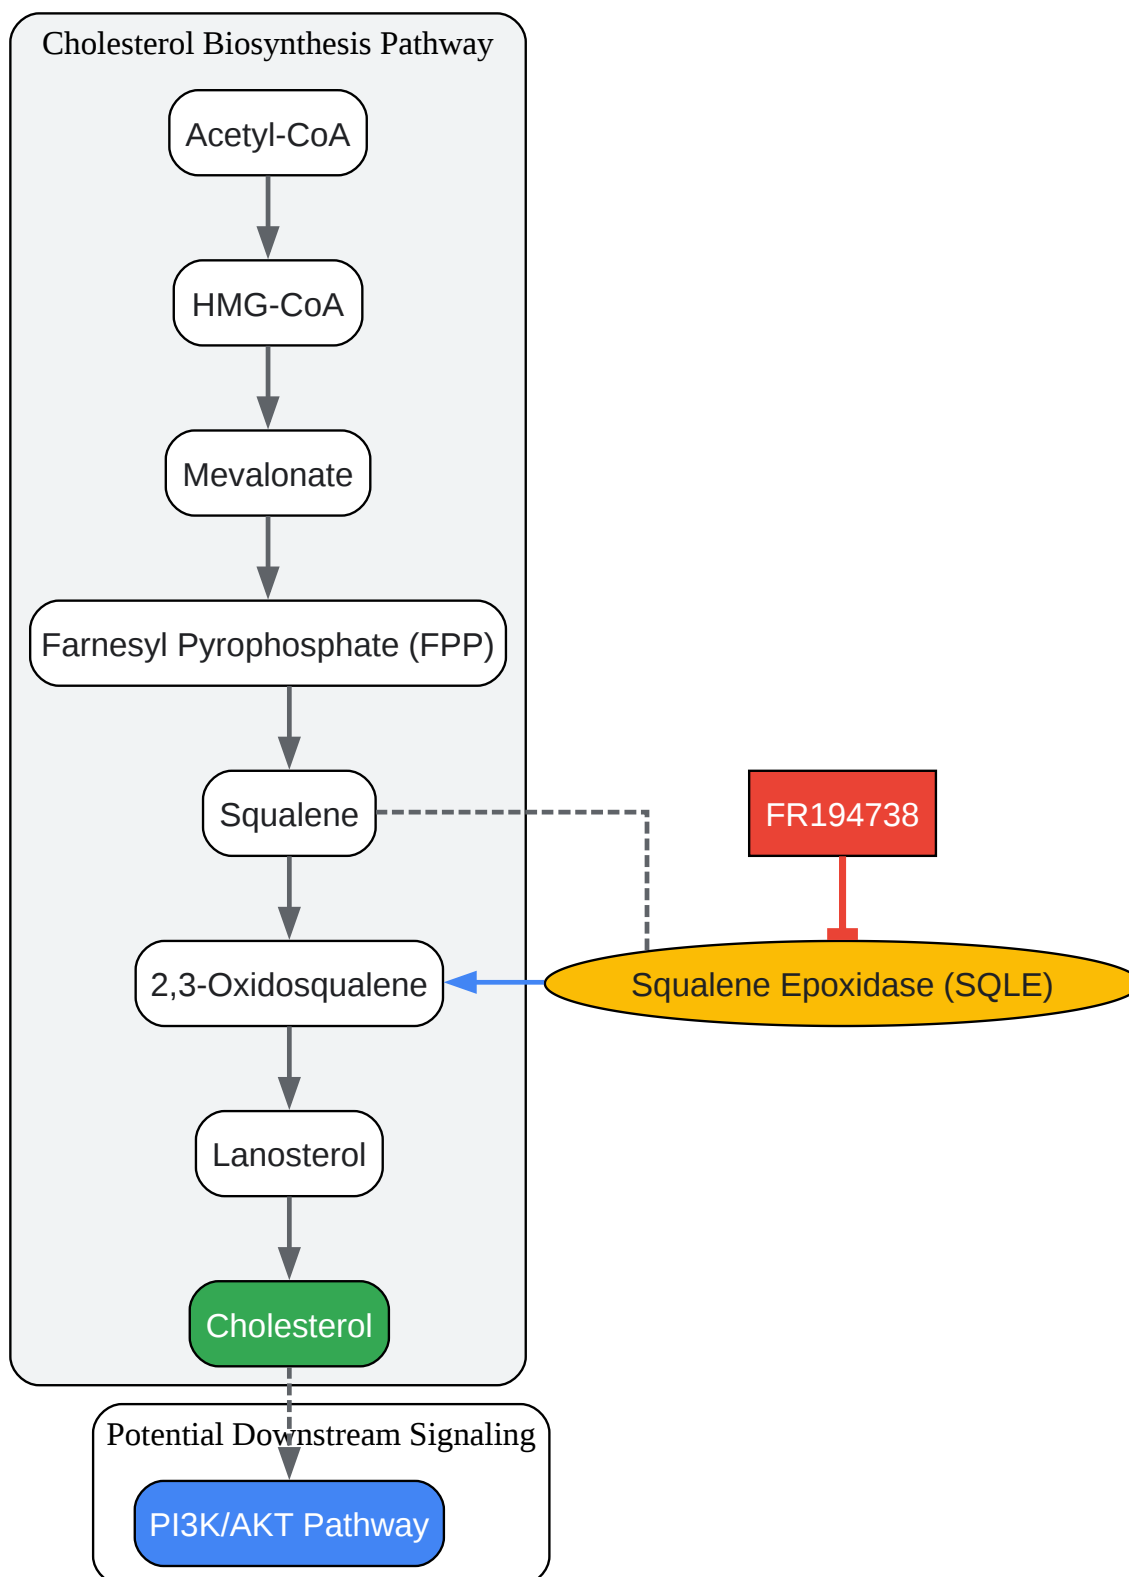 Cholesterol Biosynthesis Pathway
Acetyl-CoA
HMG-CoA
Mevalonate
Farnesyl Pyrophosphate (FPP)
Squalene
FR194738
2,3-Oxidosqualene
Squalene Epoxidase (SQLE)
Lanosterol
Cholesterol
Potential Downstream Signaling
PI3K/AKT Pathway